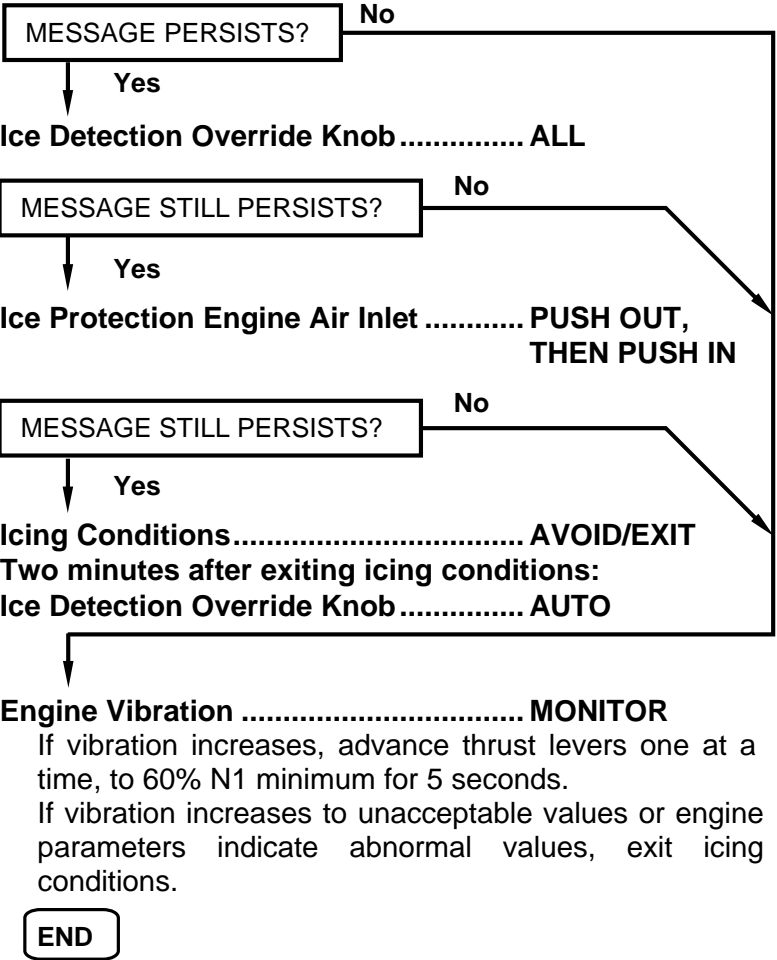 No
MESSAGE PERSISTS?
Yes
Ice Detection Override Knob ............... ALL
No
MESSAGE STILL PERSISTS?
Yes
Ice Protection Engine Air Inlet ............ PUSH OUT,
THEN PUSH IN
No
MESSAGE STILL PERSISTS?
Yes
Icing Conditions................................... AVOID/EXIT
Two minutes after exiting icing conditions:
Ice Detection Override Knob ............... AUTO
Engine Vibration .................................. MONITOR
If vibration increases, advance thrust levers one at a
time, to 60% N1 minimum for 5 seconds.
If vibration increases to unacceptable values or engine
parameters indicate abnormal values, exit icing
conditions.
END